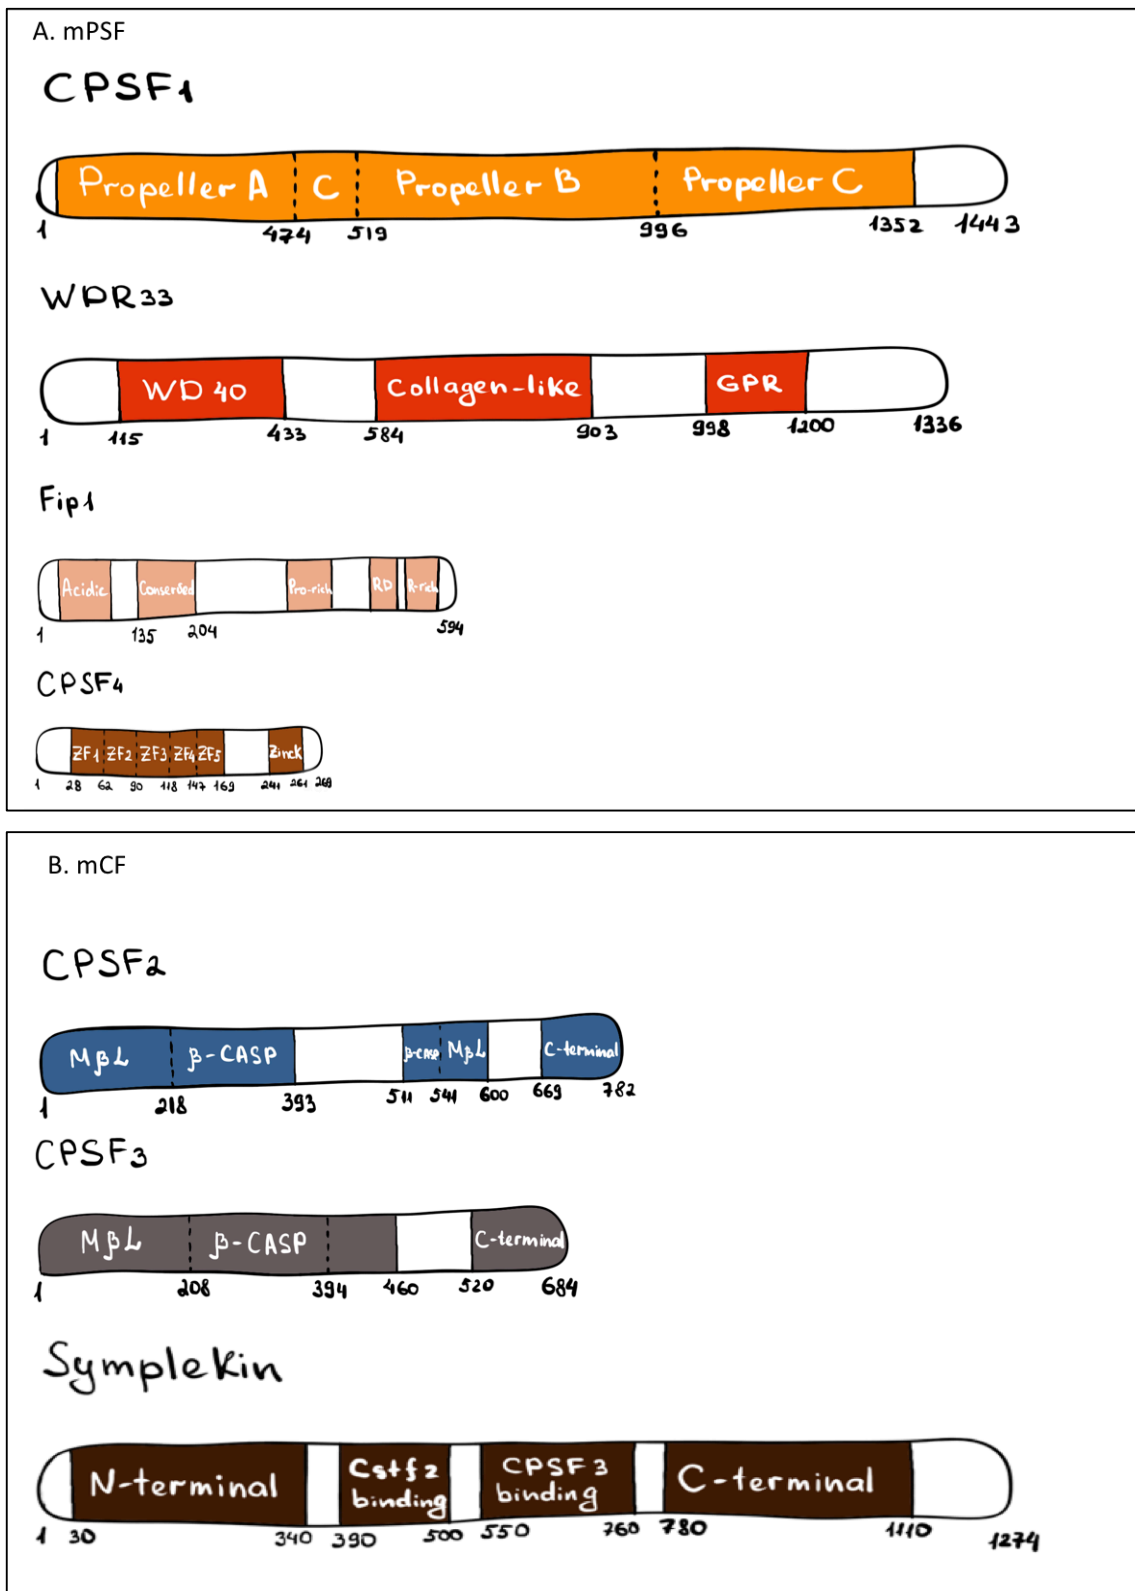 A. mPSF
CPSF1
Propeller A C Propeller B Propeller C
1 474 519 996 1352 1443
WDR33
WD 40 Collagen-like GPR
1 115 433 584 903 998 1200 1336
Fip1
Acidic Conserded Pro-rich RD R-rich
1 135 204 594
CPSF4
ZF1 ZF2 ZF3 ZF4 ZF5 Zinck
1 28 62 90 118 147 169 241 261 269
B. mCF
CPSF2
MβL β-CASP β-CASP MβL C-terminal
1 218 393 511 541 600 669 782
CPSF3
MβL β-CASP C-terminal
1 208 394 460 520 684
Symplekin
N-terminal Cstf2 binding CPSF3 binding C-terminal
1 30 340 390 500 550 760 780 1110 1274